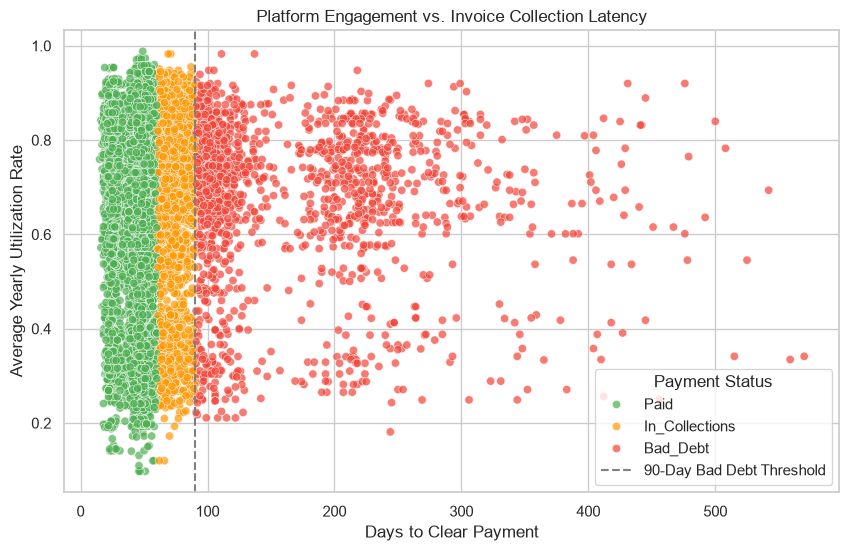 Platform Engagement vs. Invoice Collection Latency
Average Yearly Utilization Rate
1.0
0.8
0.6
0.4
0.2
0
100
200
300
400
500
Days to Clear Payment
Payment Status
Paid
In_Collections
Bad_Debt
90-Day Bad Debt Threshold